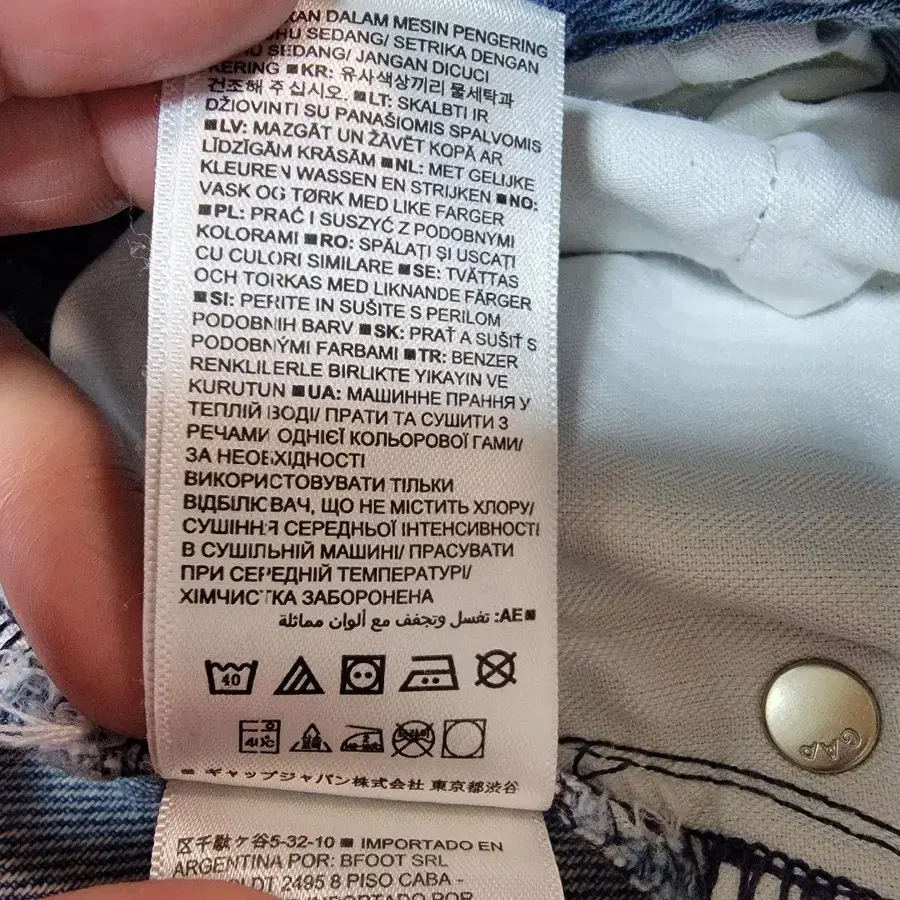 DALAM MESIN PENGERING
SEDANG/ SETRIKA DENGAN
SEDANG/ JANGAN DICUCI
KERING ■KR: 유사색상끼리 물세탁과
건조해 주십시오. ■LT: SKALBTI IR
DŽIOVINTI SU PANAŠIOMIS SPALVOMIS
■LV: MAZGĀT UN ŽĀVĒT KOPĀ AR
LĪDZĪGĀM KRĀSĀM ■NL: MET GELIJKE
KLEUREN WASSEN EN STRIJKEN ■NO:
VASK OG TØRK MED LIKE FARGER
■PL: PRAĆ I SUSZYĆ Z PODOBNYMI
KOLORAMI ■RO: SPĂLAȚI ȘI USCAȚI
CU CULORI SIMILARE ■SE: TVÄTTAS
OCH TORKAS MED LIKNANDE FÄRGER
■SI: PERITE IN SUŠITE S PERILOM
PODOBNIH BARV ■SK: PRAŤ A SUŠIŤ S
PODOBNÝMI FARBAMI ■TR: BENZER
RENKLILERLE BIRLIKTE YIKAYIN VE
KURUTUN ■UA: МАШИННЕ ПРАННЯ У
ТЕПЛІЙ ВОДІ/ ПРАТИ ТА СУШИТИ З
РЕЧАМИ ОДНІЄЇ КОЛЬОРОВОЇ ГАМИ/
ЗА НЕОБХІДНОСТІ
ВИКОРИСТОВУВАТИ ТІЛЬКИ
ВІДБІЛЮВАЧ, ЩО НЕ МІСТИТЬ ХЛОРУ/
СУШІННЯ СЕРЕДНЬОЇ ІНТЕНСИВНОСТІ
В СУШІЛЬНІЙ МАШИНІ/ ПРАСУВАТИ
ПРИ СЕРЕДНІЙ ТЕМПЕРАТУРІ/
ХІМЧИСТКА ЗАБОРОНЕНА
■AE: تغسل وتجفف مع ألوان مماثلة
40
40℃
■ ギャップジャパン株式会社 東京都渋谷
区千駄ケ谷5-32-10 ■ IMPORTADO EN
ARGENTINA POR: BFOOT SRL
2495 8 PISO CABA -
GAP